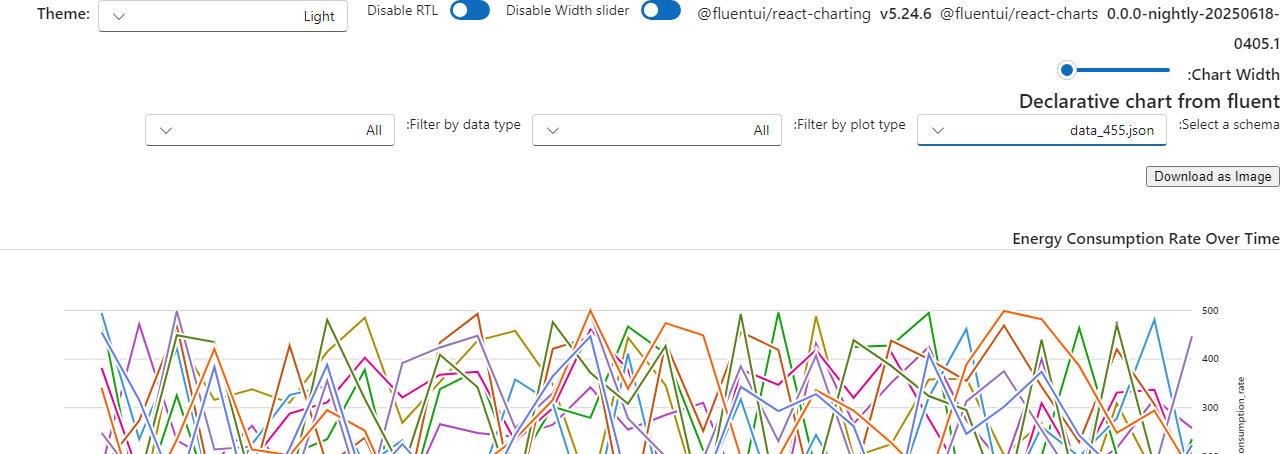 Theme: Light Disable RTL Disable Width slider @fluentui/react-charting v5.24.6 @fluentui/react-charts 0.0.0-nightly-20250618-
0405.1
:Chart Width
Declarative chart from fluent
:Select a schema data_455.json :Filter by plot type All :Filter by data type All
Download as Image
Energy Consumption Rate Over Time
500
400
300